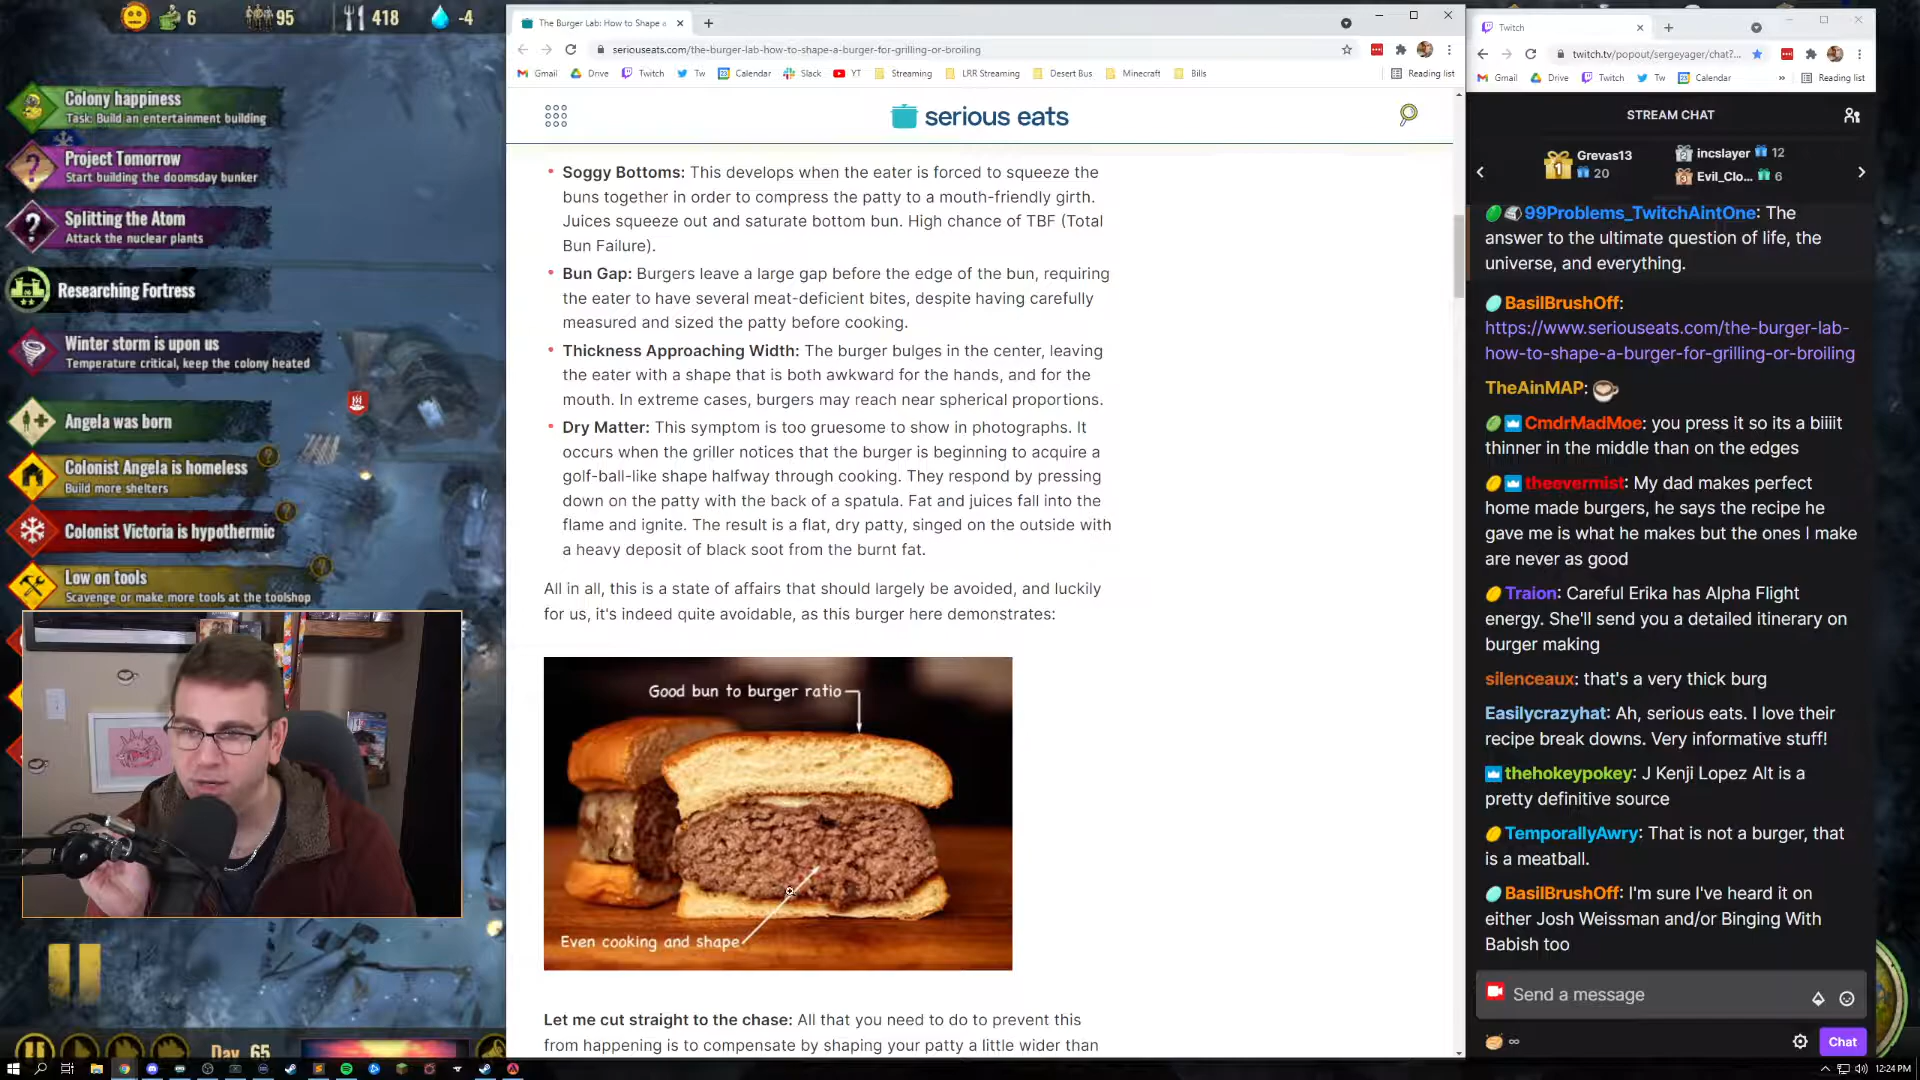 6
95
418
-4
Colony happiness
Task: Build an entertainment building
Project Tomorrow
Start building the doomsday bunker
Splitting the Atom
Attack the nuclear plants
Researching Fortress
Winter storm is upon us
Temperature critical, keep the colony heated
Angela was born
Colonist Angela is homeless
Build more shelters
Colonist Victoria is hypothermic
Low on tools
Scavenge or make more tools at the toolshop
Day 65
The Burger Lab: How to Shape a
seriouseats.com/the-burger-lab-how-to-shape-a-burger-for-grilling-or-broiling
Gmail Drive Twitch Tw Calendar Slack YT Streaming LRR Streaming Desert Bus Minecraft Bills Reading list
serious eats
• Soggy Bottoms: This develops when the eater is forced to squeeze the
buns together in order to compress the patty to a mouth-friendly girth.
Juices squeeze out and saturate bottom bun. High chance of TBF (Total
Bun Failure).
• Bun Gap: Burgers leave a large gap before the edge of the bun, requiring
the eater to have several meat-deficient bites, despite having carefully
measured and sized the patty before cooking.
• Thickness Approaching Width: The burger bulges in the center, leaving
the eater with a shape that is both awkward for the hands, and for the
mouth. In extreme cases, burgers may reach near spherical proportions.
• Dry Matter: This symptom is too gruesome to show in photographs. It
occurs when the griller notices that the burger is beginning to acquire a
golf-ball-like shape halfway through cooking. They respond by pressing
down on the patty with the back of a spatula. Fat and juices fall into the
flame and ignite. The result is a flat, dry patty, singed on the outside with
a heavy deposit of black soot from the burnt fat.
All in all, this is a state of affairs that should largely be avoided, and luckily
for us, it's indeed quite avoidable, as this burger here demonstrates:
Good bun to burger ratio
Even cooking and shape
Let me cut straight to the chase: All that you need to do to prevent this
from happening is to compensate by shaping your patty a little wider than
Twitch
twitch.tv/popout/sergeyager/chat?...
Gmail Drive Twitch Tw Calendar » Reading list
STREAM CHAT
1 Grevas13
20
2 incslayer 12
3 Evil_Clo... 6
99Problems_TwitchAintOne: The
answer to the ultimate question of life, the
universe, and everything.
BasilBrushOff:
https://www.seriouseats.com/the-burger-lab-
how-to-shape-a-burger-for-grilling-or-broiling
TheAinMAP:
CmdrMadMoe: you press it so its a biiiit
thinner in the middle than on the edges
theevermist: My dad makes perfect
home made burgers, he says the recipe he
gave me is what he makes but the ones I make
are never as good
Traion: Careful Erika has Alpha Flight
energy. She'll send you a detailed itinerary on
burger making
silenceaux: that's a very thick burg
Easilycrazyhat: Ah, serious eats. I love their
recipe break downs. Very informative stuff!
thehokeypokey: J Kenji Lopez Alt is a
pretty definitive source
TemporallyAwry: That is not a burger, that
is a meatball.
BasilBrushOff: I'm sure I've heard it on
either Josh Weissman and/or Binging With
Babish too
Send a message
∞
Chat
12:24 PM